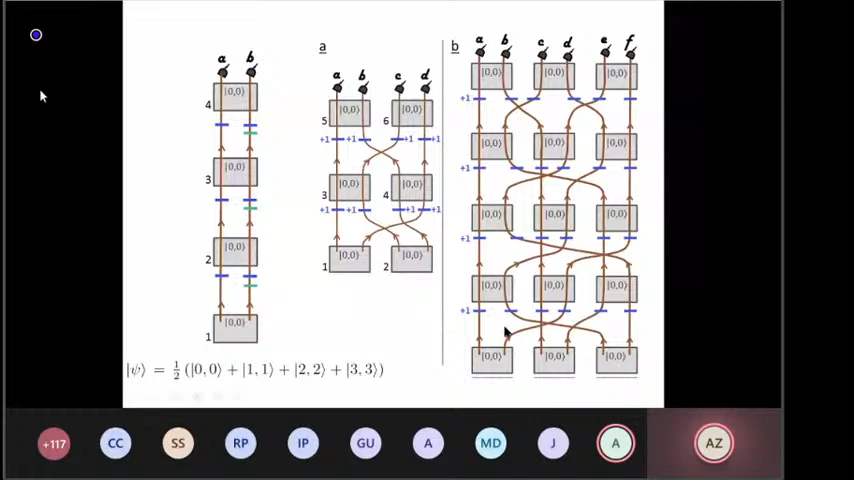 a b
|0,0⟩
4
|0,0⟩
3
|0,0⟩
2
|0,0⟩
1
|ψ⟩ = 1/2 (|0,0⟩ + |1,1⟩ + |2,2⟩ + |3,3⟩)
a
a b c d
|0,0⟩ |0,0⟩
5 6
+1 +1 +1 +1
|0,0⟩ |0,0⟩
3 4
+1 +1 +1 +1
|0,0⟩ |0,0⟩
1 2
b
a b c d e f
|0,0⟩ |0,0⟩ |0,0⟩
+1
|0,0⟩ |0,0⟩ |0,0⟩
+1
|0,0⟩ |0,0⟩ |0,0⟩
+1
|0,0⟩ |0,0⟩ |0,0⟩
+1
|0,0⟩ |0,0⟩ |0,0⟩
+117 CC SS RP IP GU A MD J A AZ